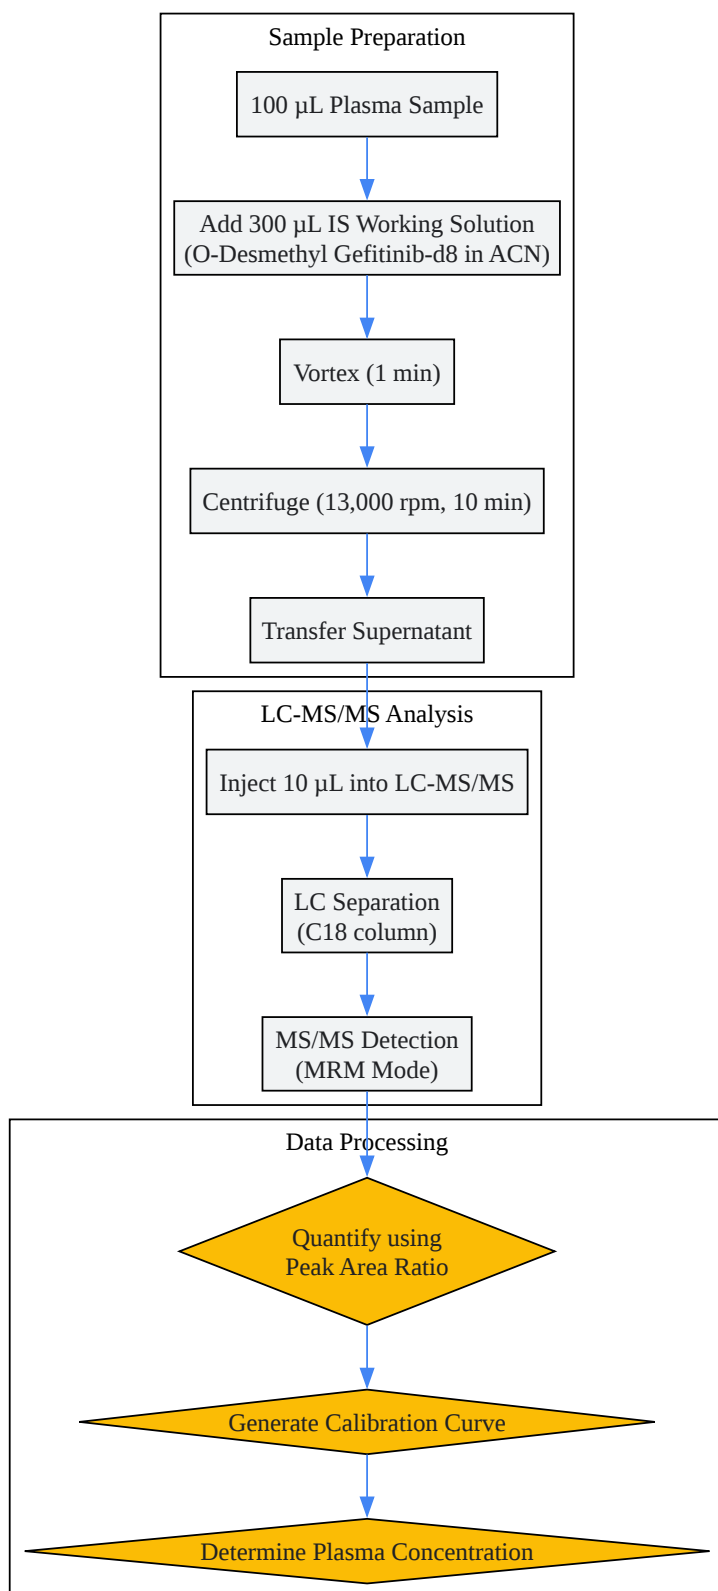 Sample Preparation
100 µL Plasma Sample
Add 300 µL IS Working Solution
(O-Desmethyl Gefitinib-d8 in ACN)
Vortex (1 min)
Centrifuge (13,000 rpm, 10 min)
Transfer Supernatant
LC-MS/MS Analysis
Inject 10 µL into LC-MS/MS
LC Separation
(C18 column)
MS/MS Detection
(MRM Mode)
Data Processing
Quantify using
Peak Area Ratio
Generate Calibration Curve
Determine Plasma Concentration